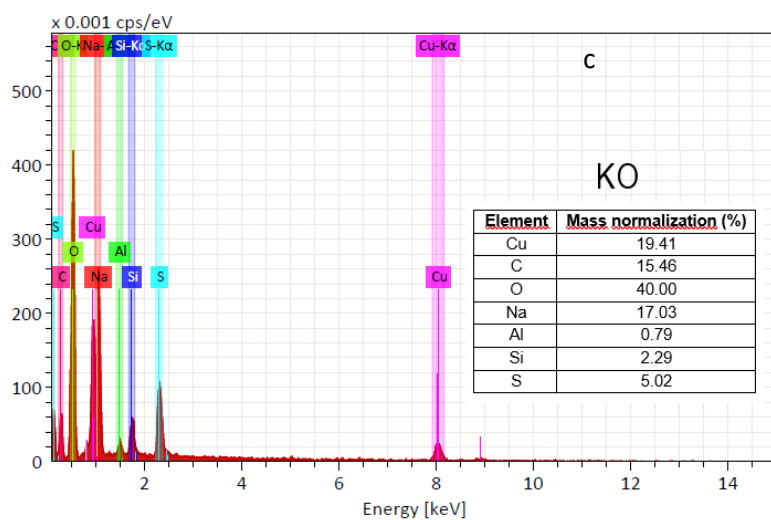 x 0.001 cps/eV
C O-K Na- A Si-Kα S-Kα Cu-Kα
c
500
400
KO
Element Mass normalization (%)
Cu 19.41
C 15.46
O 40.00
Na 17.03
Al 0.79
Si 2.29
S 5.02
300
S Cu
O Al
C Na Si S Cu
200
100
0
2 4 6 8 10 12 14
Energy [keV]